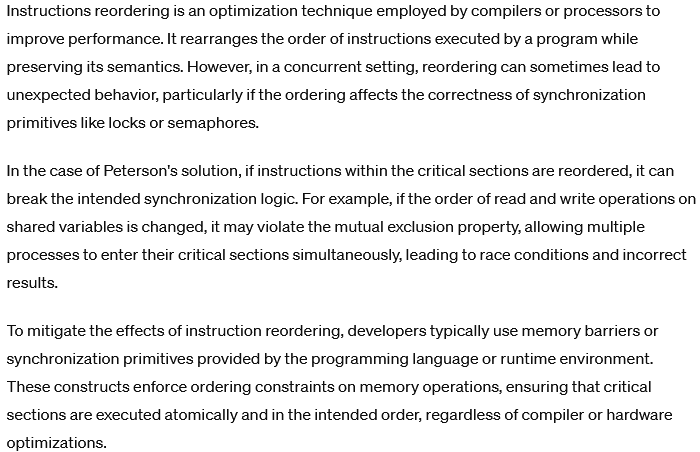 Instructions reordering is an optimization technique employed by compilers or processors to
improve performance. It rearranges the order of instructions executed by a program while
preserving its semantics. However, in a concurrent setting, reordering can sometimes lead to
unexpected behavior, particularly if the ordering affects the correctness of synchronization
primitives like locks or semaphores.
In the case of Peterson's solution, if instructions within the critical sections are reordered, it can
break the intended synchronization logic. For example, if the order of read and write operations on
shared variables is changed, it may violate the mutual exclusion property, allowing multiple
processes to enter their critical sections simultaneously, leading to race conditions and incorrect
results.
To mitigate the effects of instruction reordering, developers typically use memory barriers or
synchronization primitives provided by the programming language or runtime environment.
These constructs enforce ordering constraints on memory operations, ensuring that critical
sections are executed atomically and in the intended order, regardless of compiler or hardware
optimizations.